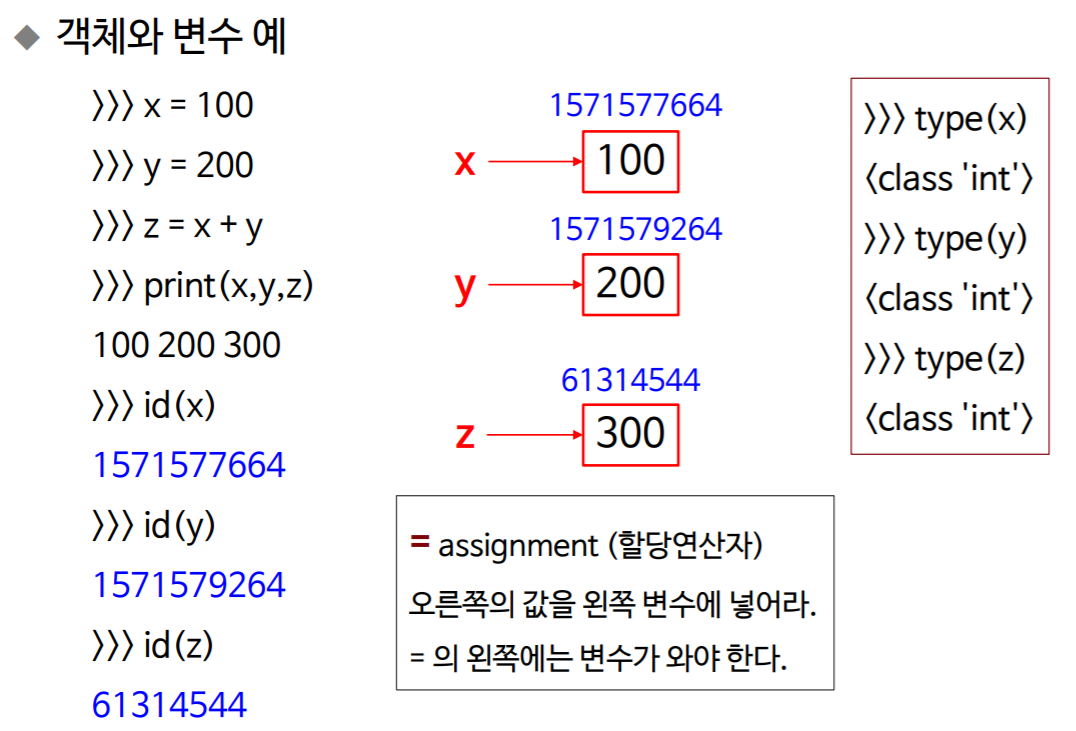 ◆ 객체와 변수 예
〉〉〉 x = 100
〉〉〉 y = 200
〉〉〉 z = x + y
〉〉〉 print(x,y,z)
100 200 300
〉〉〉 id(x)
1571577664
〉〉〉 id(y)
1571579264
〉〉〉 id(z)
61314544
1571577664
x 100
1571579264
y 200
61314544
z 300
= assignment (할당연산자)
오른쪽의 값을 왼쪽 변수에 넣어라.
= 의 왼쪽에는 변수가 와야 한다.
〉〉〉 type(x)
〈class 'int'〉
〉〉〉 type(y)
〈class 'int'〉
〉〉〉 type(z)
〈class 'int'〉